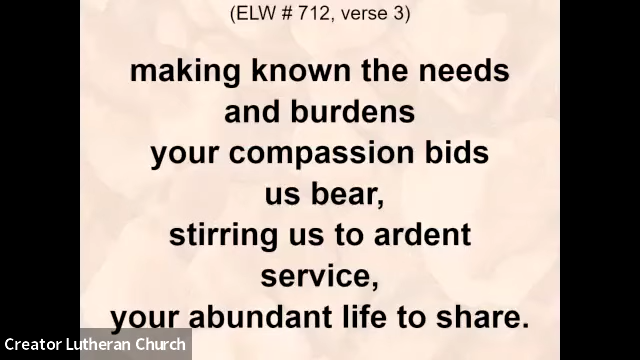 (ELW # 712, verse 3)
making known the needs
and burdens
your compassion bids
us bear,
stirring us to ardent
service,
your abundant life to share.
Creator Lutheran Church